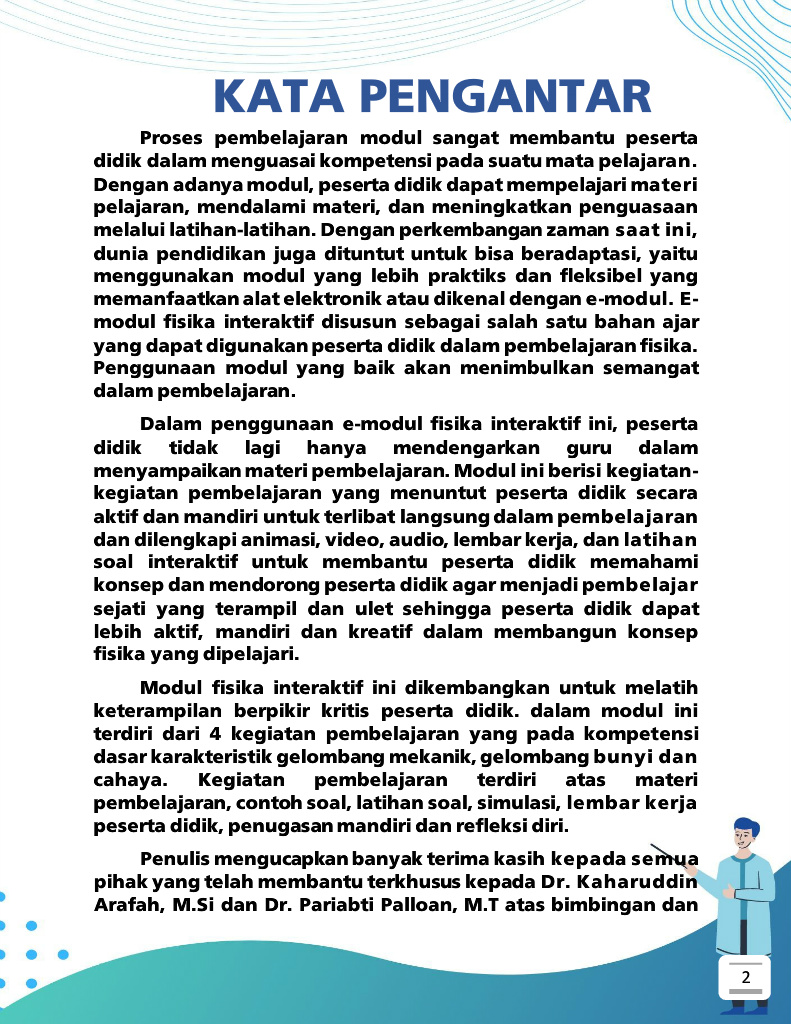 KATA PENGANTAR
Proses pembelajaran modul sangat membantu peserta
didik dalam menguasai kompetensi pada suatu mata pelajaran.
Dengan adanya modul, peserta didik dapat mempelajari materi
pelajaran, mendalami materi, dan meningkatkan penguasaan
melalui latihan-latihan. Dengan perkembangan zaman saat ini,
dunia pendidikan juga dituntut untuk bisa beradaptasi, yaitu
menggunakan modul yang lebih praktiks dan fleksibel yang
memanfaatkan alat elektronik atau dikenal dengan e-modul. E-
modul fisika interaktif disusun sebagai salah satu bahan ajar
yang dapat digunakan peserta didik dalam pembelajaran fisika.
Penggunaan modul yang baik akan menimbulkan semangat
dalam pembelajaran.
Dalam penggunaan e-modul fisika interaktif ini, peserta
didik tidak lagi hanya mendengarkan guru dalam
menyampaikan materi pembelajaran. Modul ini berisi kegiatan-
kegiatan pembelajaran yang menuntut peserta didik secara
aktif dan mandiri untuk terlibat langsung dalam pembelajaran
dan dilengkapi animasi, video, audio, lembar kerja, dan latihan
soal interaktif untuk membantu peserta didik memahami
konsep dan mendorong peserta didik agar menjadi pembelajar
sejati yang terampil dan ulet sehingga peserta didik dapat
lebih aktif, mandiri dan kreatif dalam membangun konsep
fisika yang dipelajari.
Modul fisika interaktif ini dikembangkan untuk melatih
keterampilan berpikir kritis peserta didik. dalam modul ini
terdiri dari 4 kegiatan pembelajaran yang pada kompetensi
dasar karakteristik gelombang mekanik, gelombang bunyi dan
cahaya. Kegiatan pembelajaran terdiri atas materi
pembelajaran, contoh soal, latihan soal, simulasi, lembar kerja
peserta didik, penugasan mandiri dan refleksi diri.
Penulis mengucapkan banyak terima kasih kepada semua
pihak yang telah membantu terkhusus kepada Dr. Kaharuddin
Arafah, M.Si dan Dr. Pariabti Palloan, M.T atas bimbingan dan
2